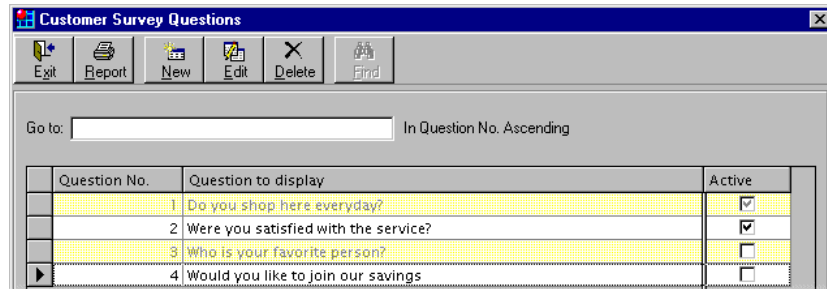 Customer Survey Questions
Exit Report New Edit Delete Find
Go to: In Question No. Ascending
Question No. Question to display Active
1 Do you shop here everyday?
2 Were you satisfied with the service?
3 Who is your favorite person?
4 Would you like to join our savings